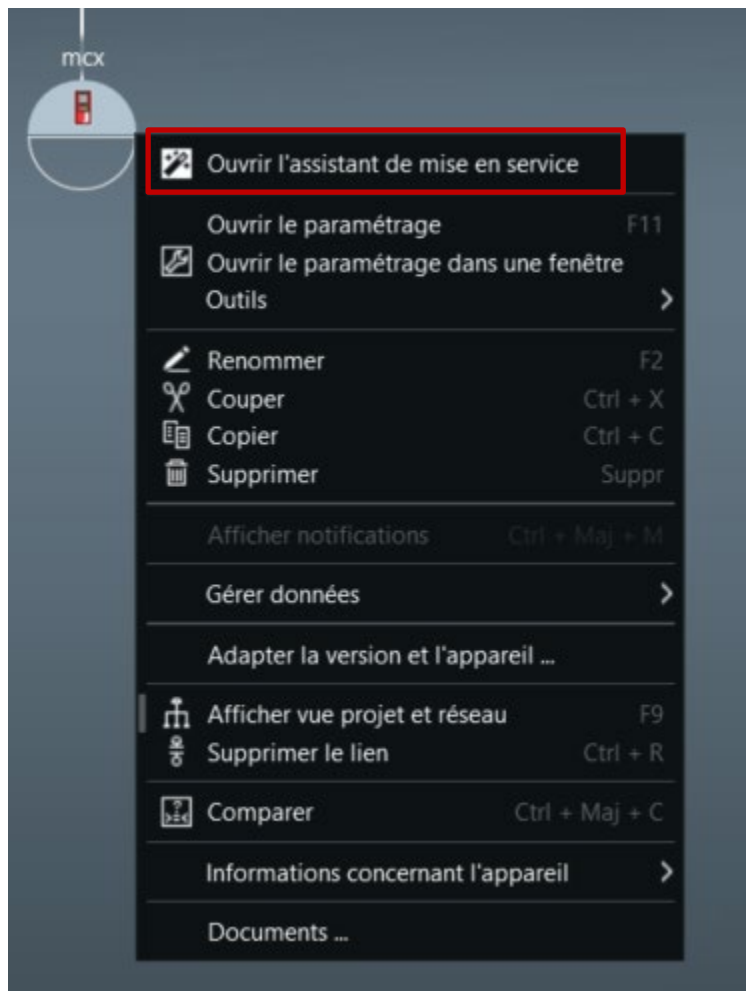 mcx
Ouvrir l'assistant de mise en service
Ouvrir le paramétrage F11
Ouvrir le paramétrage dans une fenêtre
Outils
Renommer F2
Couper Ctrl + X
Copier Ctrl + C
Supprimer Suppr
Afficher notifications Ctrl + Maj + M
Gérer données
Adapter la version et l'appareil ...
Afficher vue projet et réseau F9
Supprimer le lien Ctrl + R
Comparer Ctrl + Maj + C
Informations concernant l'appareil
Documents ...